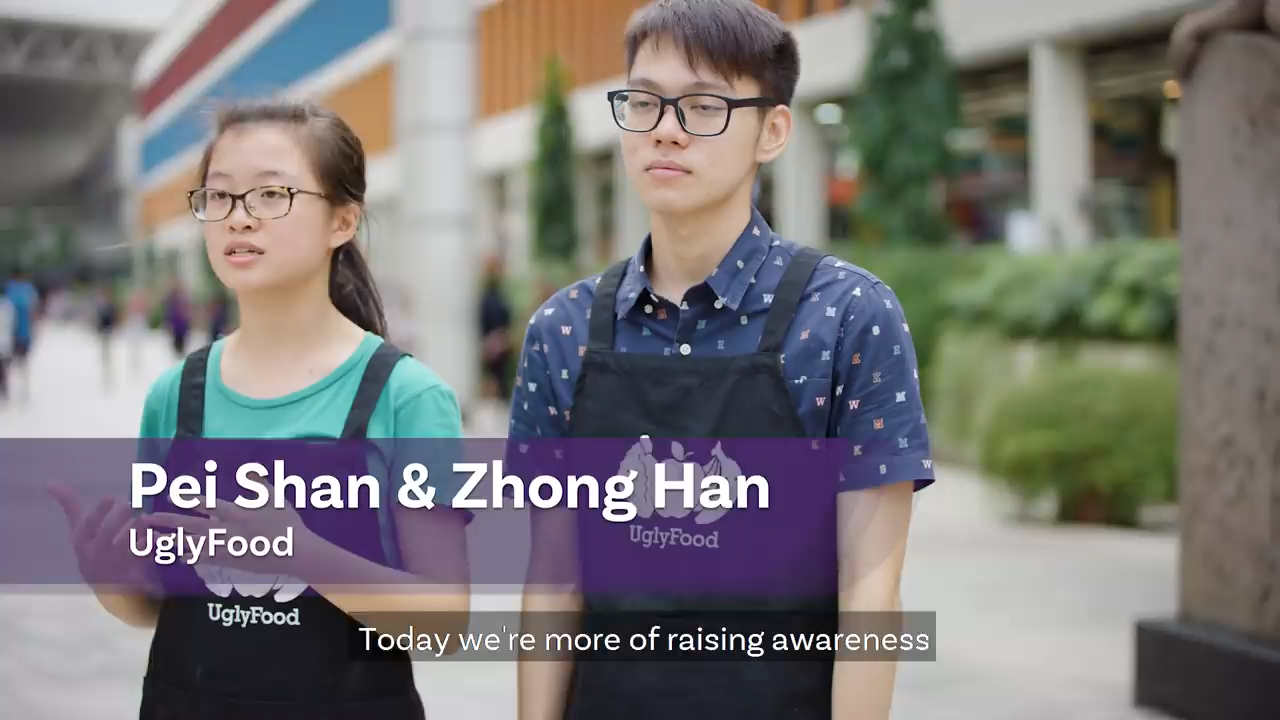 Pei Shan & Zhong Han
UglyFood
UglyFood
UglyFood
Today we're more of raising awareness